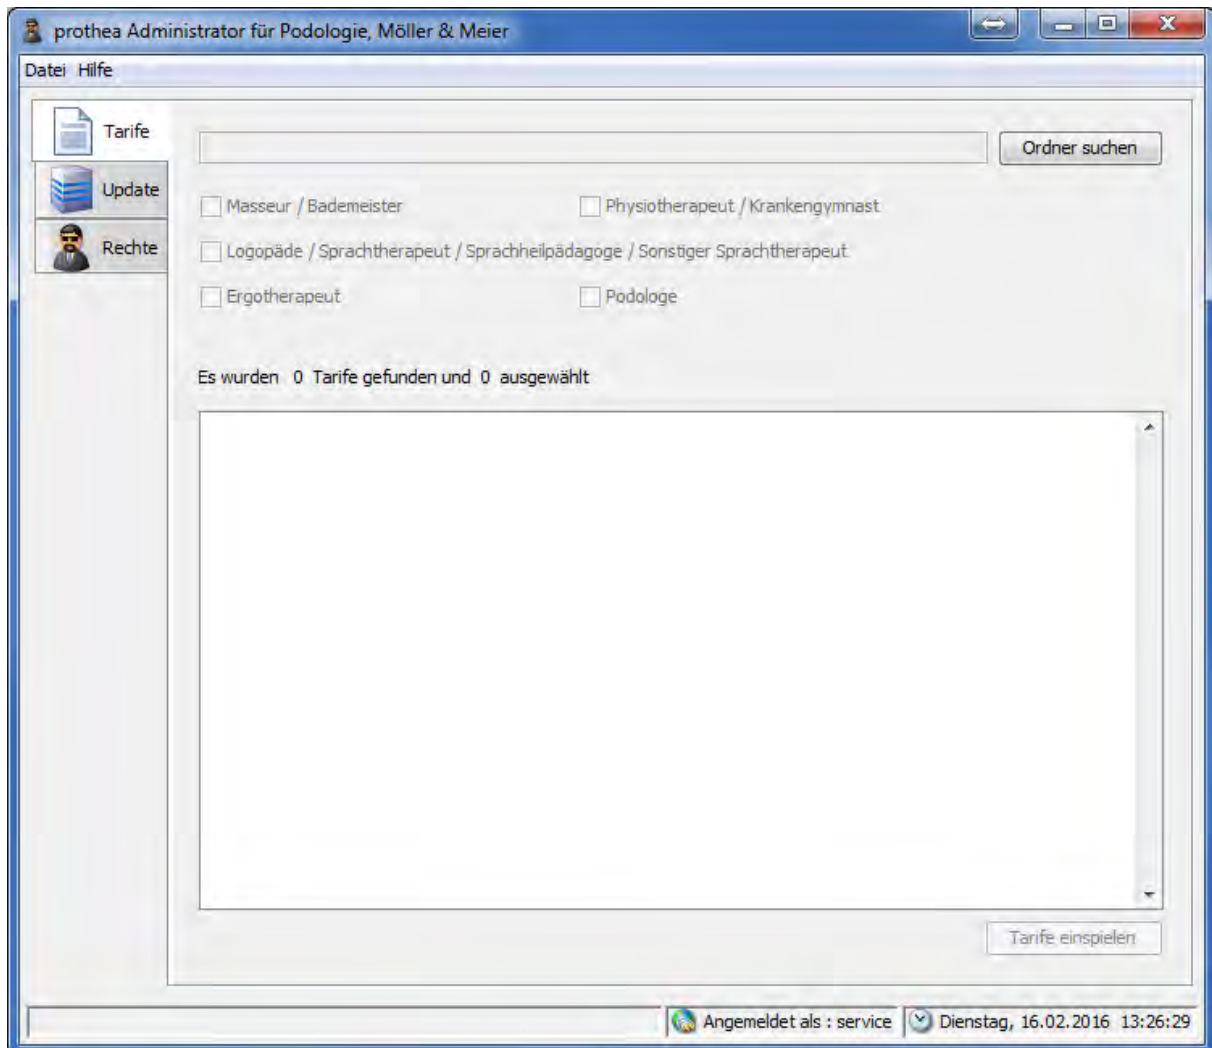 prothea Administrator für Podologie, Möller & Meier
Datei Hilfe
Tarife
Ordner suchen
Update
Masseur / Bademeister Physiotherapeut / Krankengymnast
Rechte
Logopäde / Sprachtherapeut / Sprachheilpädagoge / Sonstiger Sprachtherapeut
Ergotherapeut Podologe
Es wurden 0 Tarife gefunden und 0 ausgewählt
Tarife einspielen
Angemeldet als : service Dienstag, 16.02.2016 13:26:29